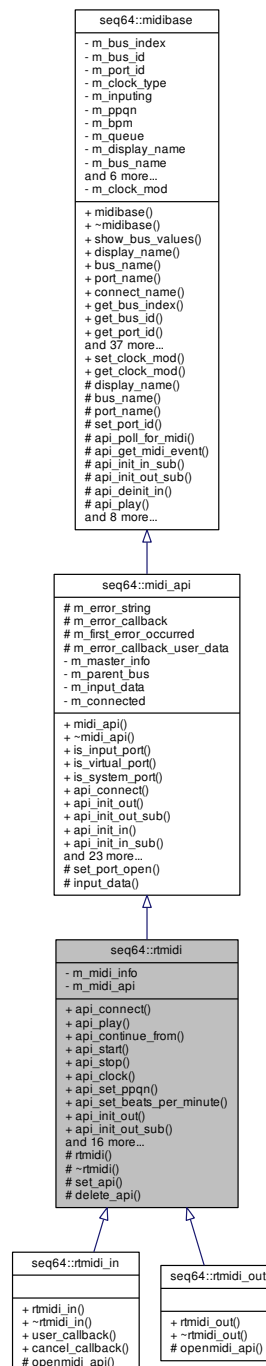 seq64::midibase
- m_bus_index
- m_bus_id
- m_port_id
- m_clock_type
- m_inputing
- m_ppqn
- m_bpm
- m_queue
- m_display_name
- m_bus_name
and 6 more...
- m_clock_mod
+ midibase()
+ ~midibase()
+ show_bus_values()
+ display_name()
+ bus_name()
+ port_name()
+ connect_name()
+ get_bus_index()
+ get_bus_id()
+ get_port_id()
and 37 more...
+ set_clock_mod()
+ get_clock_mod()
# display_name()
# bus_name()
# port_name()
# set_port_id()
# api_poll_for_midi()
# api_get_midi_event()
# api_init_in_sub()
# api_init_out_sub()
# api_deinit_in()
# api_play()
and 8 more...
seq64::midi_api
# m_error_string
# m_error_callback
# m_first_error_occurred
# m_error_callback_user_data
- m_master_info
- m_parent_bus
- m_input_data
- m_connected
+ midi_api()
+ ~midi_api()
+ is_input_port()
+ is_virtual_port()
+ is_system_port()
+ api_connect()
+ api_init_out()
+ api_init_out_sub()
+ api_init_in()
+ api_init_in_sub()
and 23 more...
# set_port_open()
# input_data()
seq64::rtmidi
- m_midi_info
- m_midi_api
+ api_connect()
+ api_play()
+ api_continue_from()
+ api_start()
+ api_stop()
+ api_clock()
+ api_set_ppqn()
+ api_set_beats_per_minute()
+ api_init_out()
+ api_init_out_sub()
and 16 more...
# rtmidi()
# ~rtmidi()
# set_api()
# delete_api()
seq64::rtmidi_in
+ rtmidi_in()
+ ~rtmidi_in()
+ user_callback()
+ cancel_callback()
# openmidi_api()
seq64::rtmidi_out
+ rtmidi_out()
+ ~rtmidi_out()
# openmidi_api()